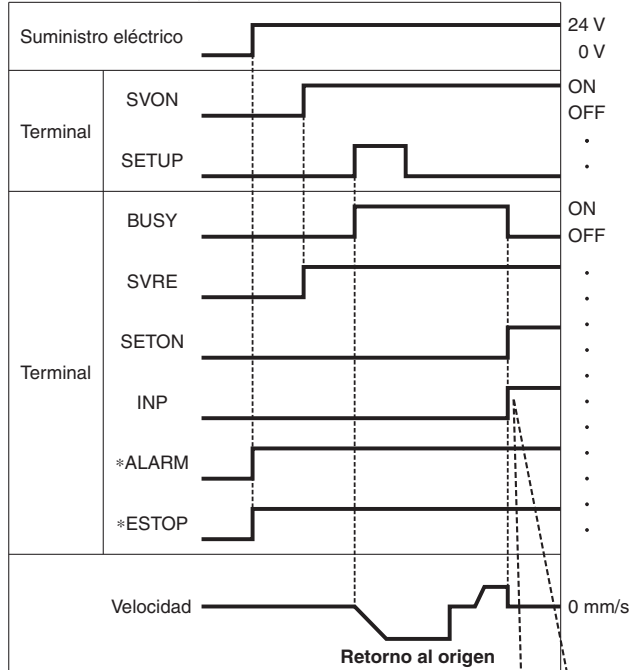 Suministro eléctrico
24 V
0 V
Terminal
SVON
ON
OFF
SETUP
Terminal
BUSY
ON
OFF
SVRE
SETON
INP
*ALARM
*ESTOP
Velocidad
0 mm/s
Retorno al origen